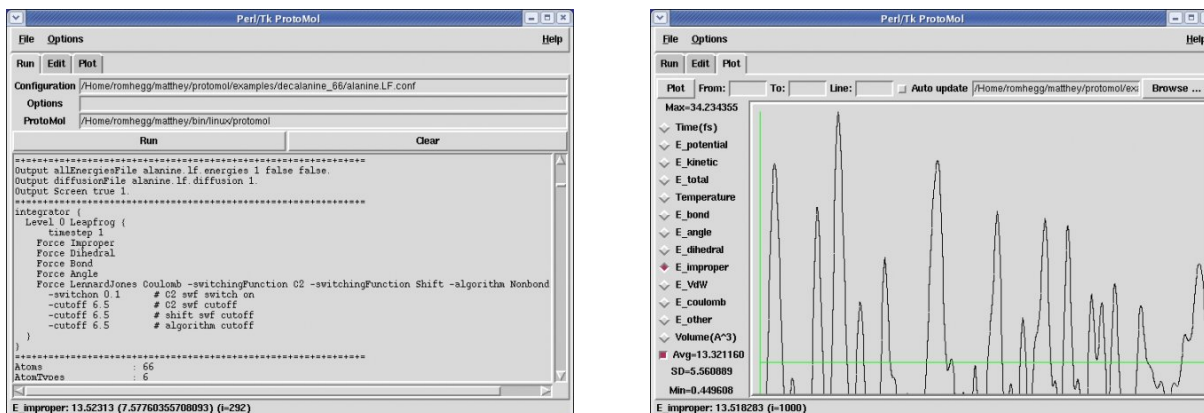 Perl/Tk ProtoMol
File Options Help
Run Edit Plot
Configuration /Home/romhegg/matthey/protomol/examples/decalanine_66/alanine.LF.conf
Options
ProtoMol /Home/romhegg/matthey/bin/linux/protomol
Run Clear
Output allEnergiesFile alanine.lf.energies 1 false false.
Output diffusionFile alanine.lf.diffusion 1.
Output Screen true 1.
integrator {
Level 0 Leapfrog {
timestep 1
Force Improper
Force Dihedral
Force Bond
Force Angle
Force LennardJones Coulomb -switchingFunction C2 -switchingFunction Shift -algorithm Nonbond
-switchon 0.1 # C2 swf switch on
-cutoff 6.5 # C2 swf cutoff
-cutoff 6.5 # shift swf cutoff
-cutoff 6.5 # algorithm cutoff
}
}
Atoms : 66
AtomTypes : 6
E_improper: 13.52313 (7.57760355708093) (i=292)
Perl/Tk ProtoMol
File Options Help
Run Edit Plot
Plot From: To: Line: Auto update /Home/romhegg/matthey/protomol/exa Browse ...
Max=34.234355
Time(fs)
E_potential
E_kinetic
E_total
Temperature
E_bond
E_angle
E_dihedral
E_improper
E_VdW
E_coulomb
E_other
Volume(A^3)
Avg=13.321160
SD=5.560889
Min=0.449608
E_improper: 13.518283 (i=1000)